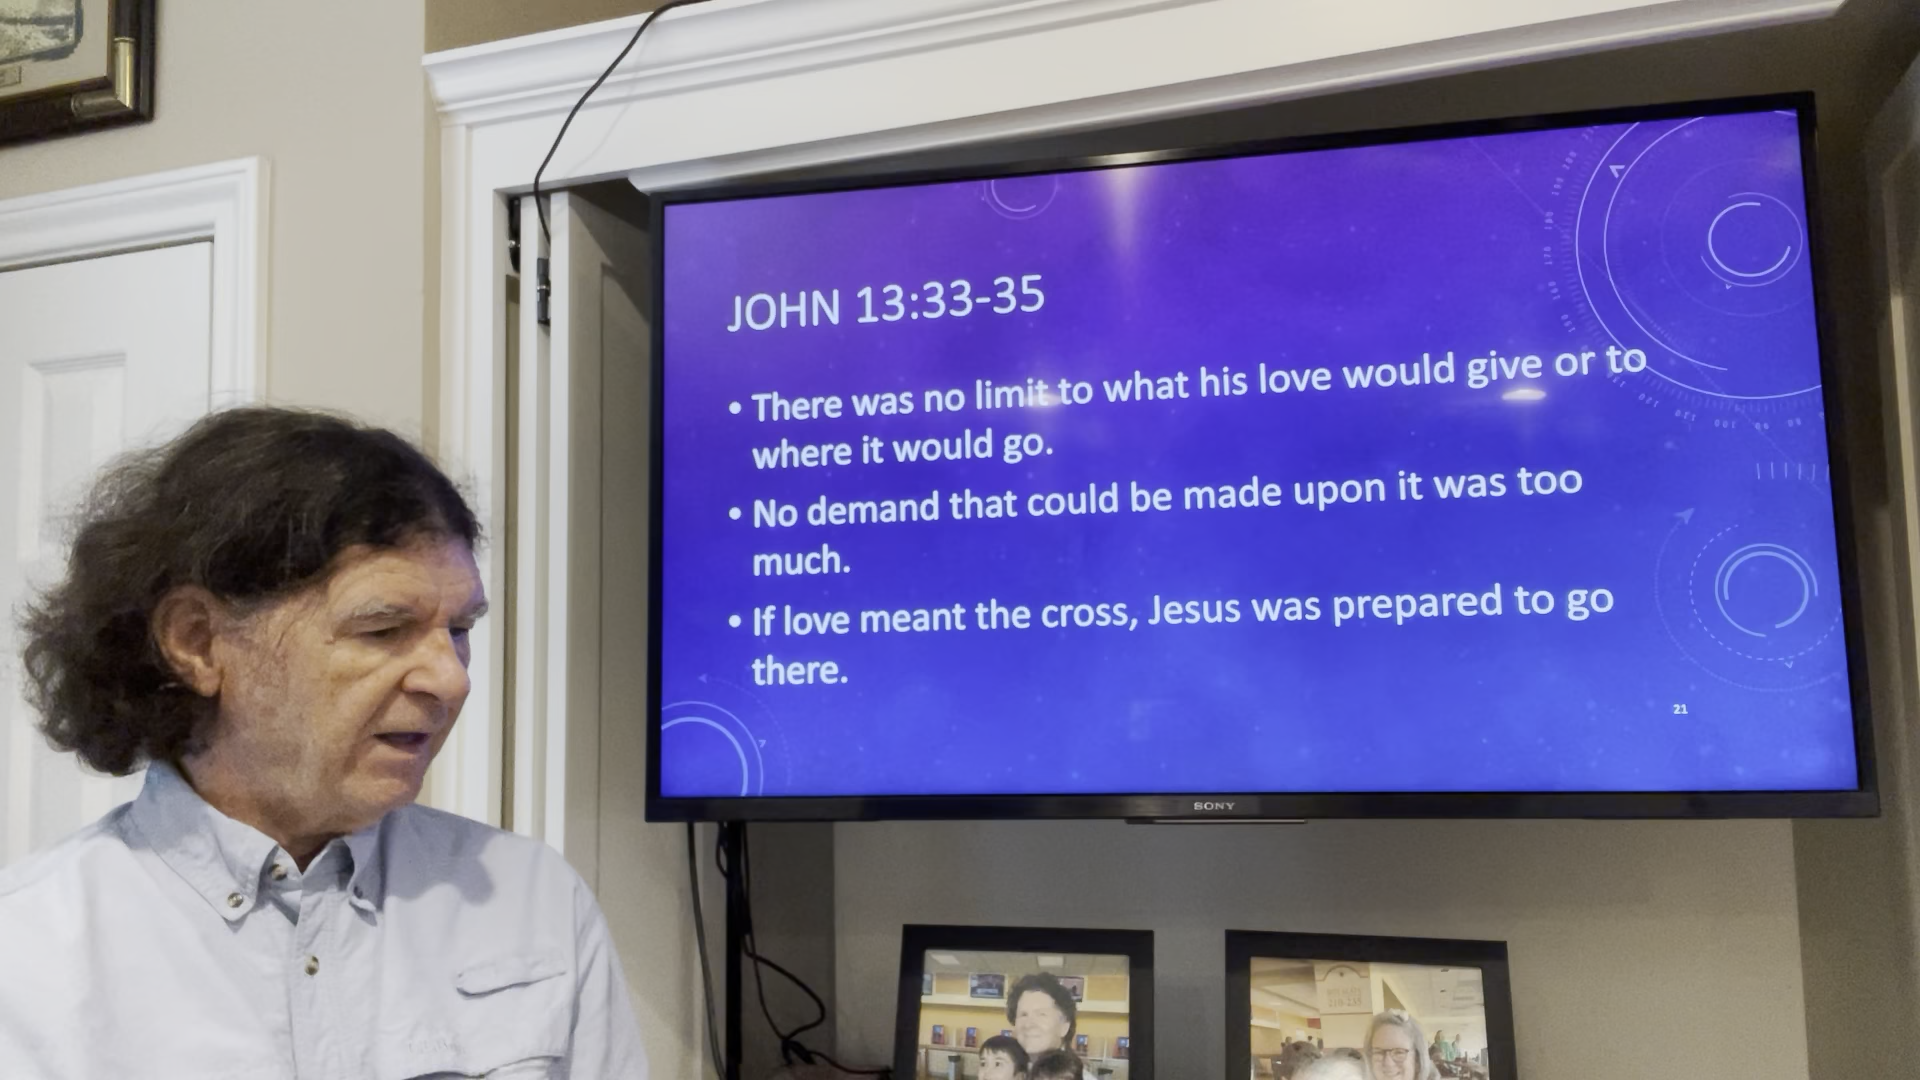 JOHN 13:33-35
• There was no limit to what his love would give or to
where it would go.
• No demand that could be made upon it was too
much.
• If love meant the cross, Jesus was prepared to go
there.
21
SONY